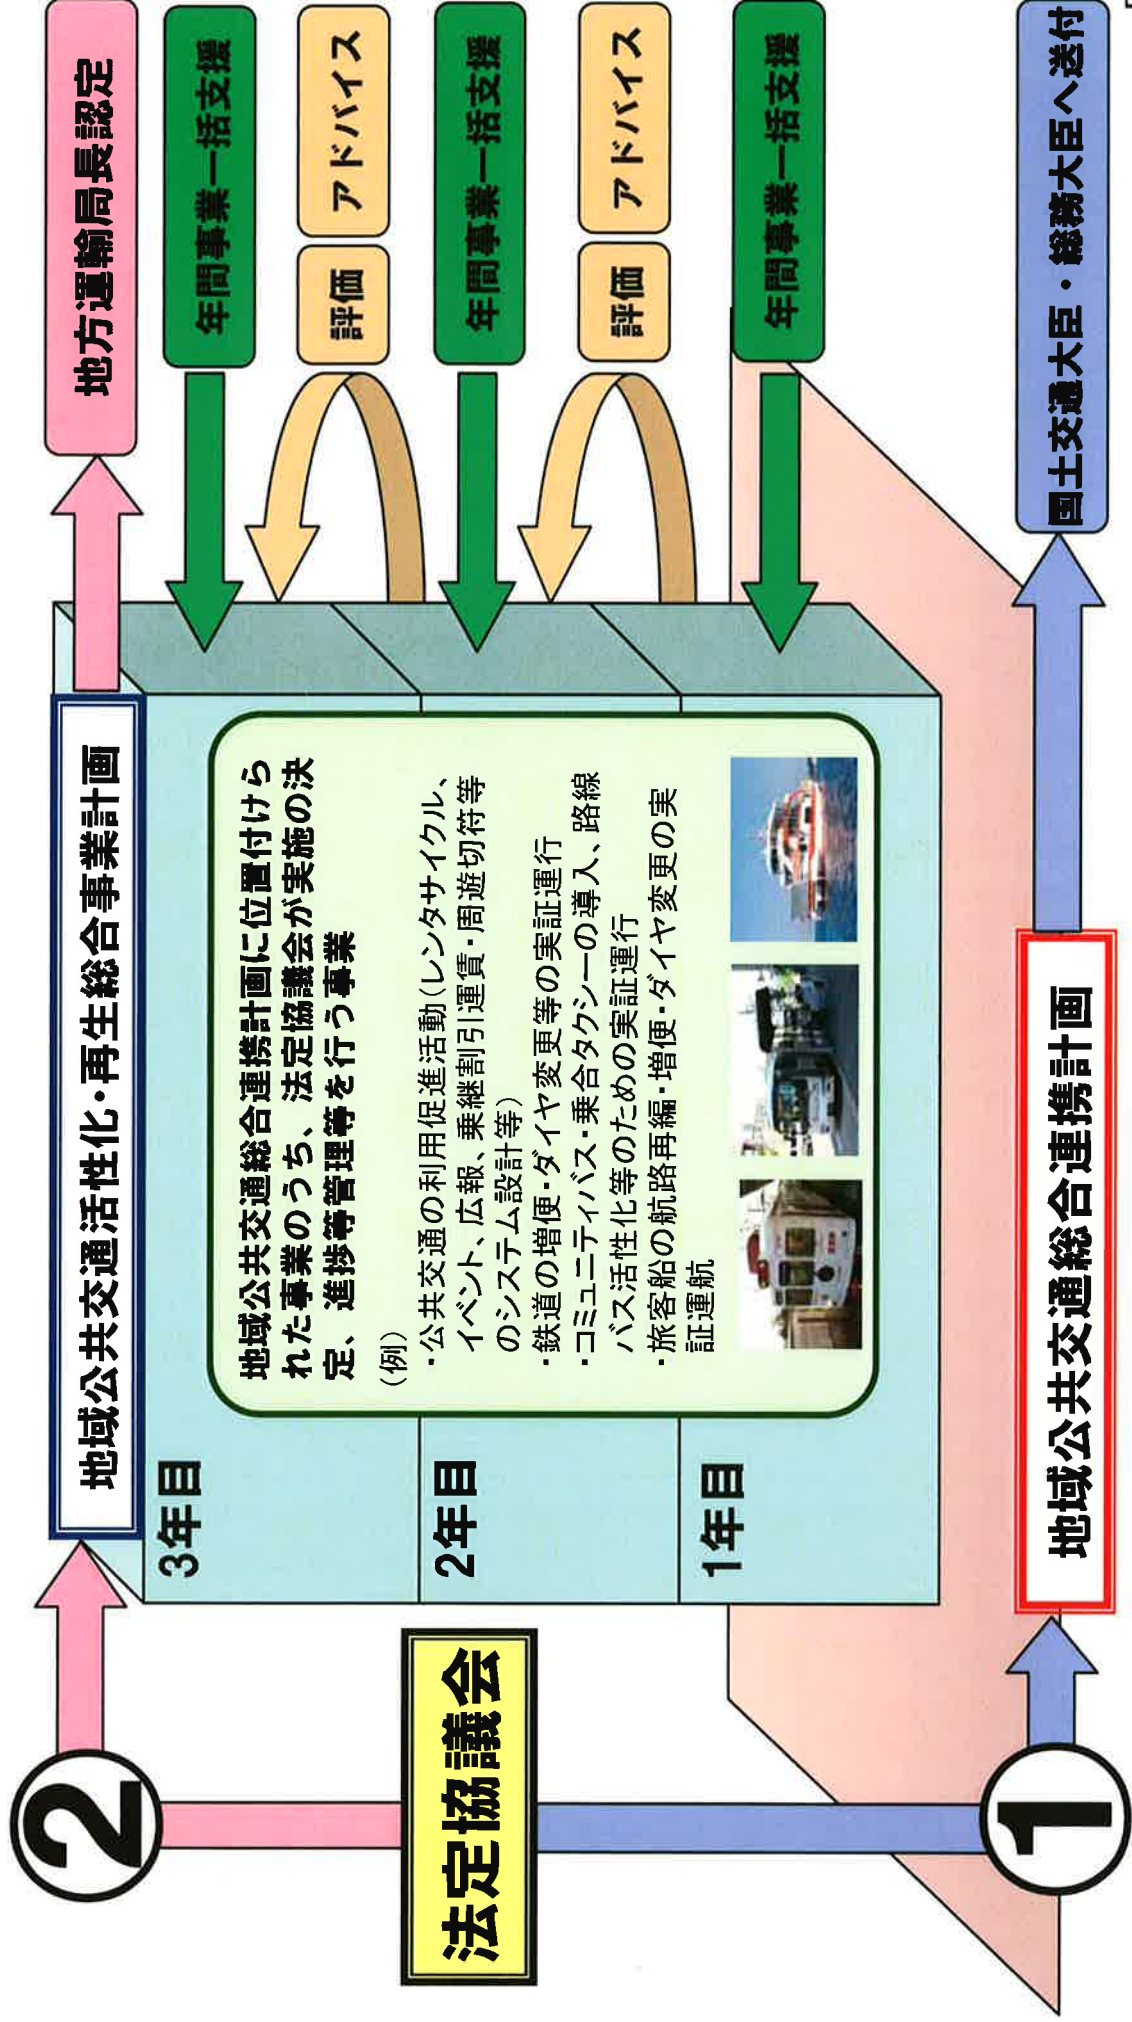 ②
地域公共交通活性化・再生総合事業計画
地方運輸局長認定
3年目
年間事業一括支援
評価
アドバイス
2年目
年間事業一括支援
評価
アドバイス
1年目
年間事業一括支援
地域公共交通総合連携計画に位置付けら
れた事業のうち、法定協議会が実施の決
定、進捗等管理等を行う事業
(例)
・公共交通の利用促進活動(レンタサイクル、
イベント、広報、乗継割引運賃・周遊切符等
のシステム設計等)
・鉄道の増便・ダイヤ変更等の実証運行
・コミュニティバス・乗合タクシーの導入、路線
バス活性化等のための実証運行
・旅客船の航路再編・増便・ダイヤ変更の実
証運航
法定協議会
①
地域公共交通総合連携計画
国土交通大臣・総務大臣へ送付